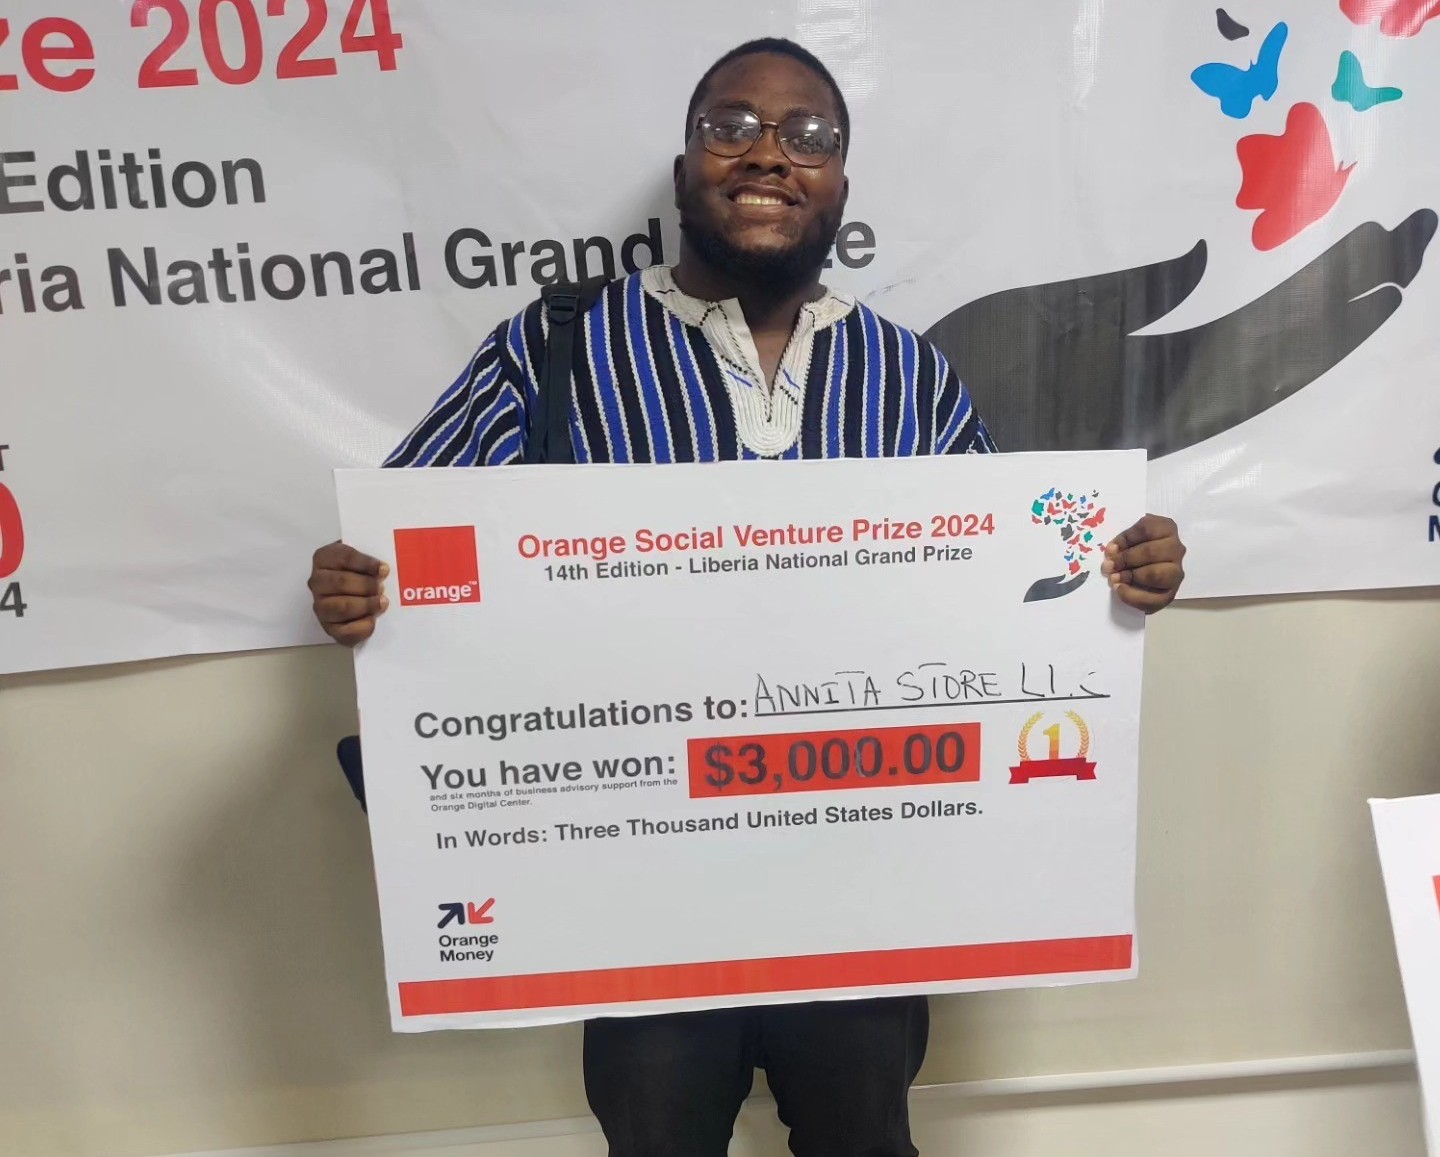 ze 2024
Edition
ria National Grand
orange™
Orange Social Venture Prize 2024
14th Edition - Liberia National Grand Prize
Congratulations to: ANNITA STORE
You have won: $3,000.00
and six months of business advisory support from the
Orange Digital Center.
1
In Words: Three Thousand United States Dollars.
Orange
Money